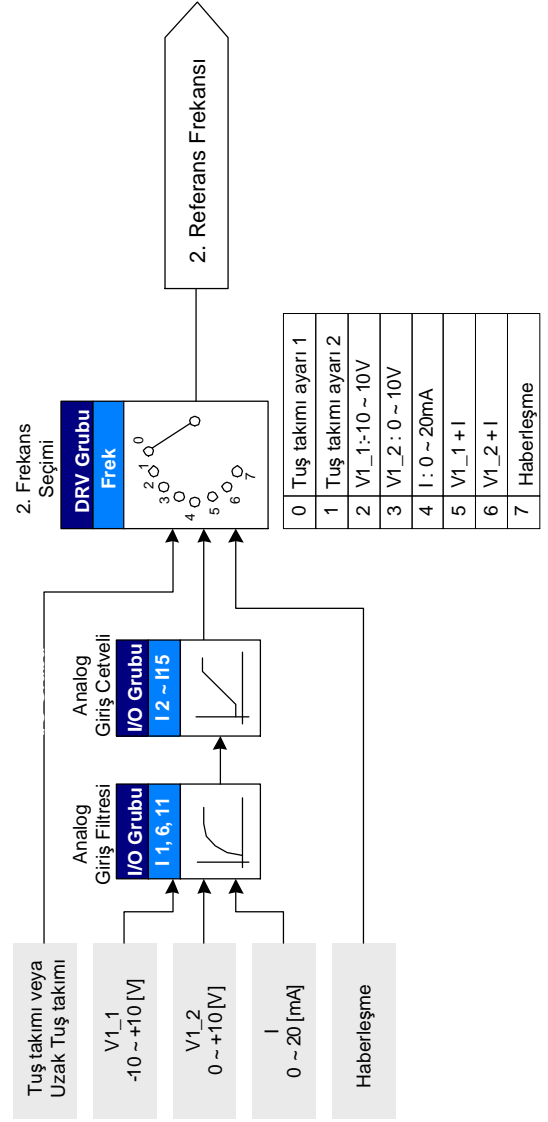 Tuş takımı veya
Uzak Tuş takımı
V1_1
-10 ~ +10 [V]
V1_2
0 ~ +10 [V]
I
0 ~ 20 [mA]
Haberleşme
Analog
Giriş Filtresi
I/O Grubu
I 1, 6, 11
Analog
Giriş Cetveli
I/O Grubu
I 2 ~ I15
2. Frekans
Seçimi
DRV Grubu
Frek
0
1
2
3
4
5
6
7
2. Referans Frekansı
0 Tuş takımı ayarı 1
1 Tuş takımı ayarı 2
2 V1_1:-10 ~ 10V
3 V1_2 : 0 ~ 10V
4 I : 0 ~ 20mA
5 V1_1 + I
6 V1_2 + I
7 Haberleşme